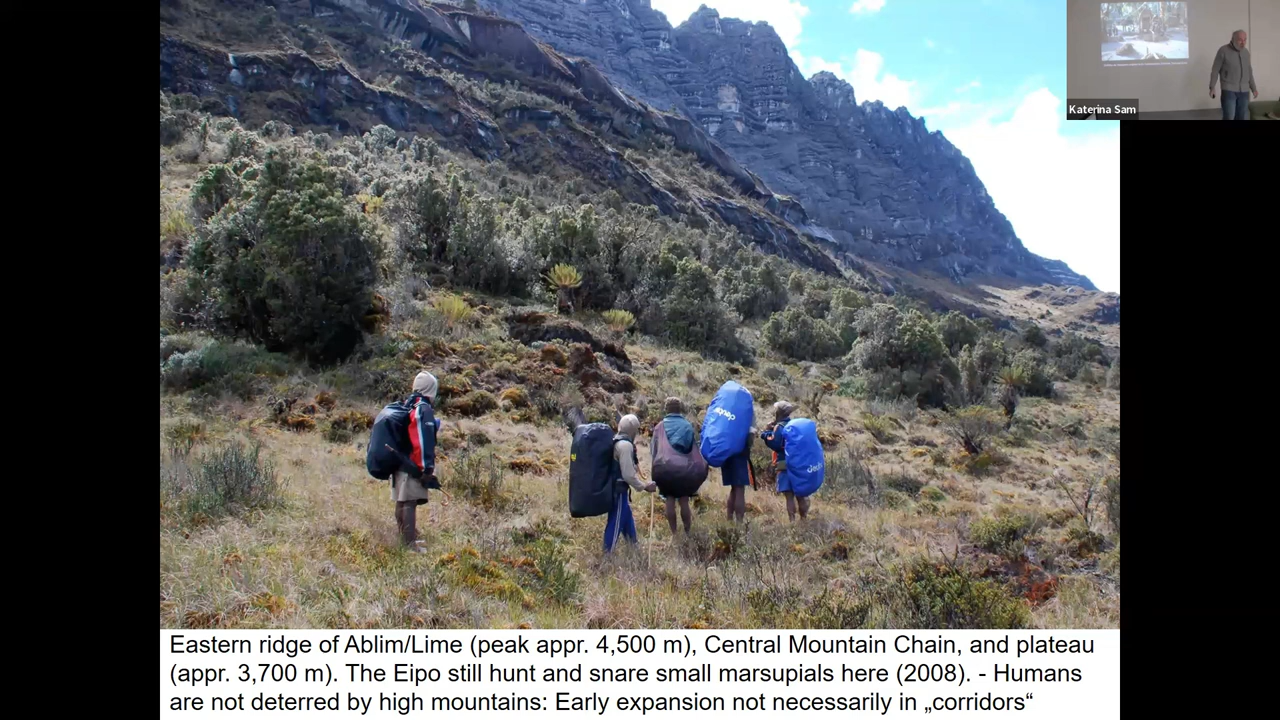 Katerina Sam
deuter
deuter
Eastern ridge of Ablim/Lime (peak appr. 4,500 m), Central Mountain Chain, and plateau
(appr. 3,700 m). The Eipo still hunt and snare small marsupials here (2008). - Humans
are not deterred by high mountains: Early expansion not necessarily in „corridors“